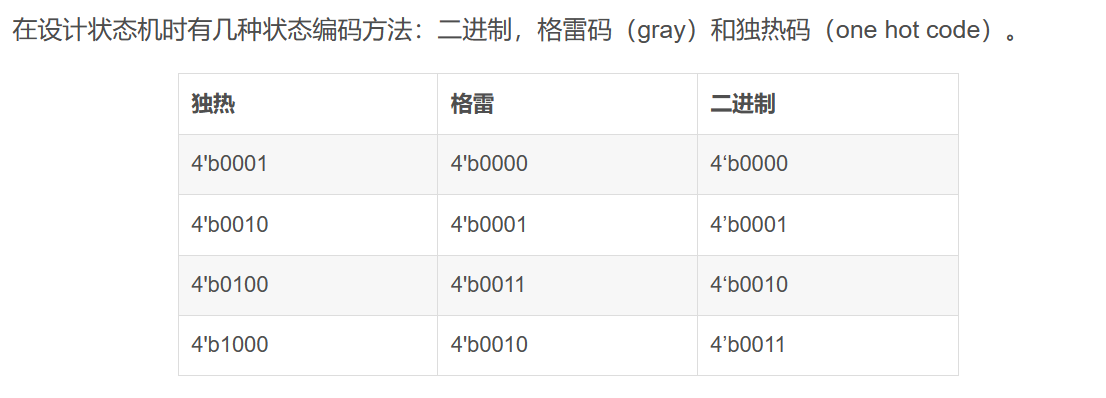 在设计状态机时有几种状态编码方法：二进制，格雷码（gray）和独热码（one hot code）。
独热 格雷 二进制
4'b0001 4'b0000 4‘b0000
4'b0010 4'b0001 4’b0001
4'b0100 4'b0011 4‘b0010
4'b1000 4'b0010 4’b0011